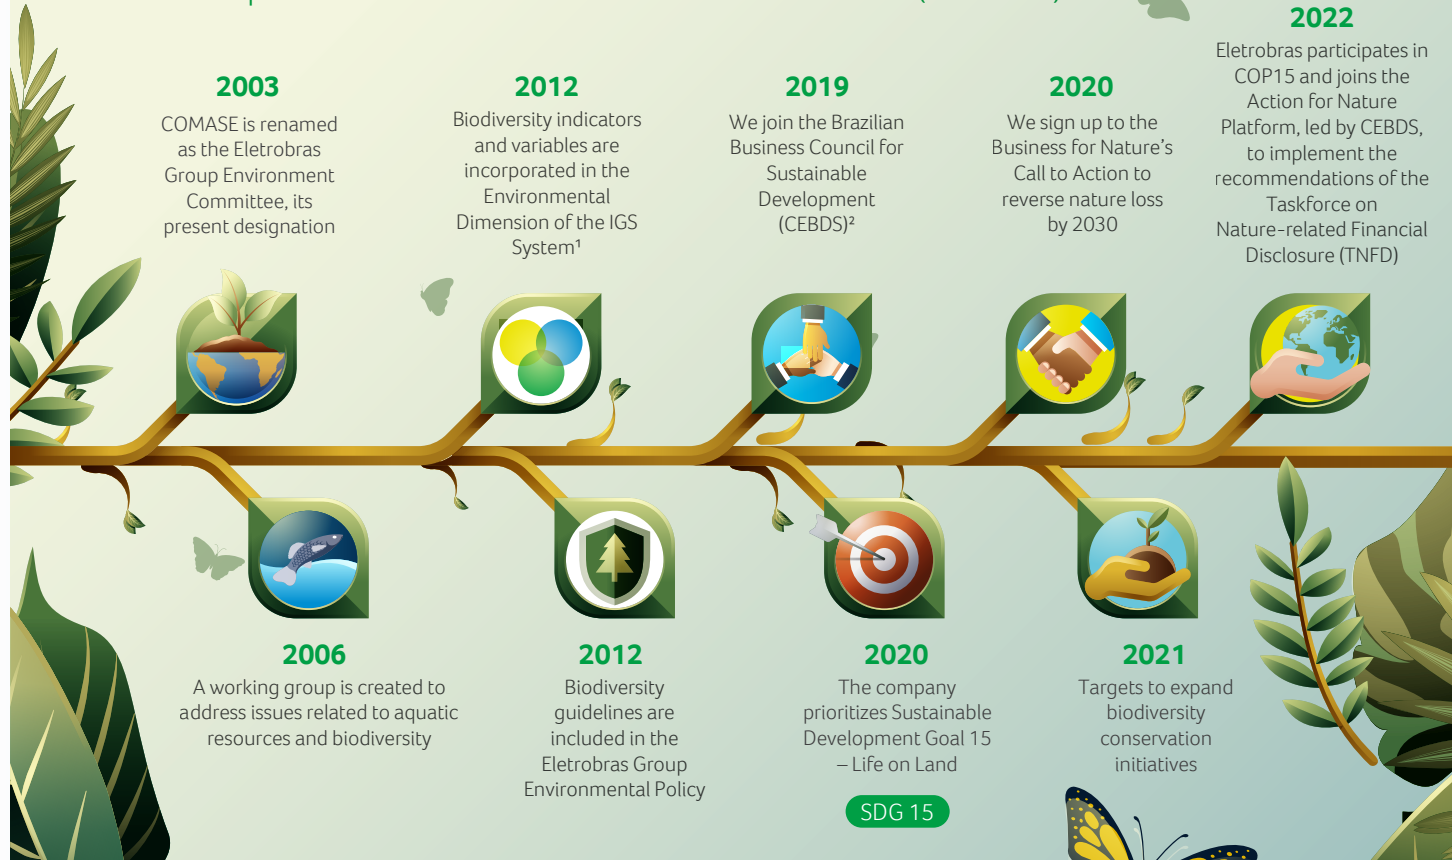 2003
COMASE is renamed
as the Eletrobras
Group Environment
Committee, its
present designation
2012
Biodiversity indicators
and variables are
incorporated in the
Environmental
Dimension of the IGS
System¹
2019
We join the Brazilian
Business Council for
Sustainable
Development
(CEBDS)²
2020
We sign up to the
Business for Nature’s
Call to Action to
reverse nature loss
by 2030
2022
Eletrobras participates in
COP15 and joins the
Action for Nature
Platform, led by CEBDS,
to implement the
recommendations of the
Taskforce on
Nature-related Financial
Disclosure (TNFD)
2006
A working group is created to
address issues related to aquatic
resources and biodiversity
2012
Biodiversity
guidelines are
included in the
Eletrobras Group
Environmental Policy
2020
The company
prioritizes Sustainable
Development Goal 15
– Life on Land
SDG 15
2021
Targets to expand
biodiversity
conservation
initiatives